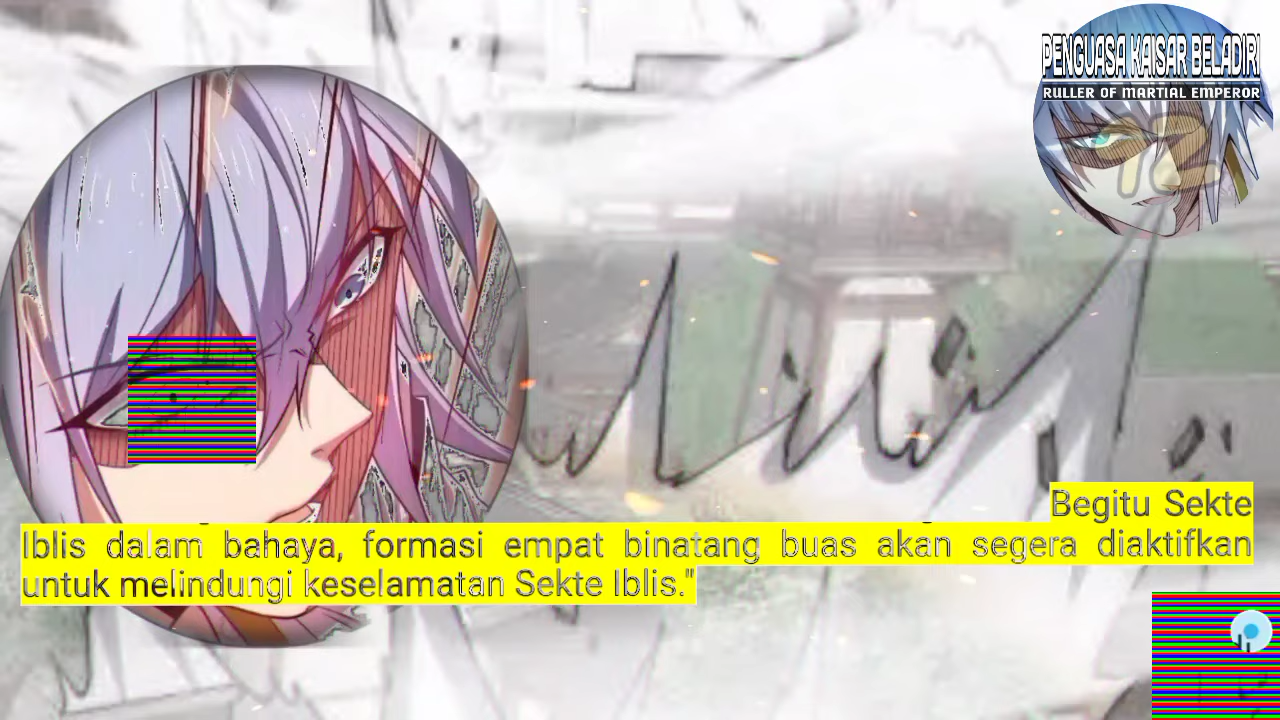 PENGUASA KAISAR BELADIRI
RULLER OF MARTIAL EMPEROR
Begitu Sekte
Iblis dalam bahaya, formasi empat binatang buas akan segera diaktifkan
untuk melindungi keselamatan Sekte Iblis."